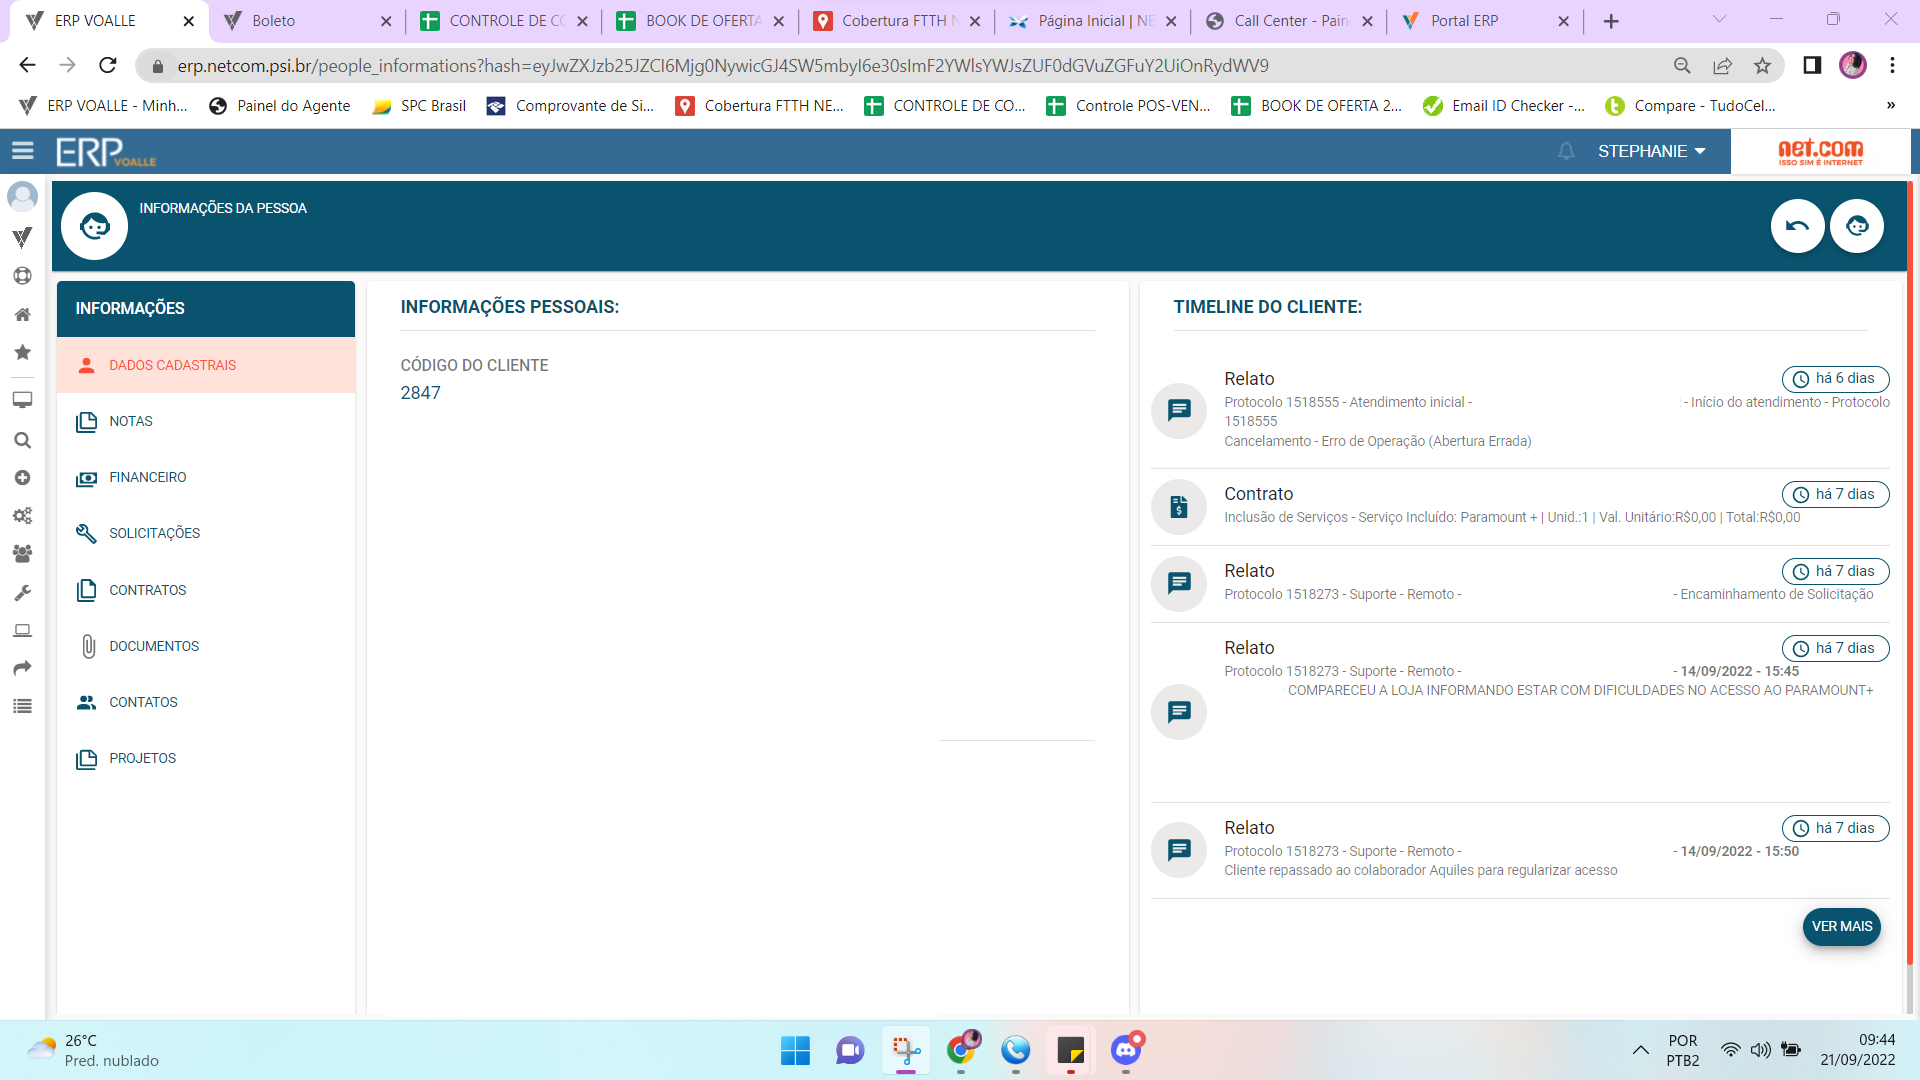 ERP VOALLE
Boleto
CONTROLE DE CO
BOOK DE OFERTA
Cobertura FTTH N
Página Inicial | NE
Call Center - Pain
Portal ERP
erp.netcom.psi.br/people_informations?hash=eyJwZXJzb25JZCI6Mjg0NywicGJ4SW5mbyI6e30sImF2YWlsYWJsZUF0dGVuZGFuY2UiOnRydWV9
ERP VOALLE - Minh...
Painel do Agente
SPC Brasil
Comprovante de Si...
Cobertura FTTH NE...
CONTROLE DE CO...
Controle POS-VEN...
BOOK DE OFERTA 2...
Email ID Checker -...
Compare - TudoCel...
»
ERP VOALLE
STEPHANIE
net.com
ISSO SIM É INTERNET
INFORMAÇÕES DA PESSOA
INFORMAÇÕES
DADOS CADASTRAIS
NOTAS
FINANCEIRO
SOLICITAÇÕES
CONTRATOS
DOCUMENTOS
CONTATOS
PROJETOS
INFORMAÇÕES PESSOAIS:
CÓDIGO DO CLIENTE
2847
TIMELINE DO CLIENTE:
Relato
há 6 dias
Protocolo 1518555 - Atendimento inicial - : - Início do atendimento - Protocolo
1518555
Cancelamento - Erro de Operação (Abertura Errada)
Contrato
há 7 dias
Inclusão de Serviços - Serviço Incluído: Paramount + | Unid.:1 | Val. Unitário:R$0,00 | Total:R$0,00
Relato
há 7 dias
Protocolo 1518273 - Suporte - Remoto - - Encaminhamento de Solicitação
Relato
há 7 dias
Protocolo 1518273 - Suporte - Remoto - - 14/09/2022 - 15:45
COMPARECEU A LOJA INFORMANDO ESTAR COM DIFICULDADES NO ACESSO AO PARAMOUNT+
Relato
há 7 dias
Protocolo 1518273 - Suporte - Remoto - - 14/09/2022 - 15:50
Cliente repassado ao colaborador Aquiles para regularizar acesso
VER MAIS
26°C
Pred. nublado
POR
PTB2
09:44
21/09/2022